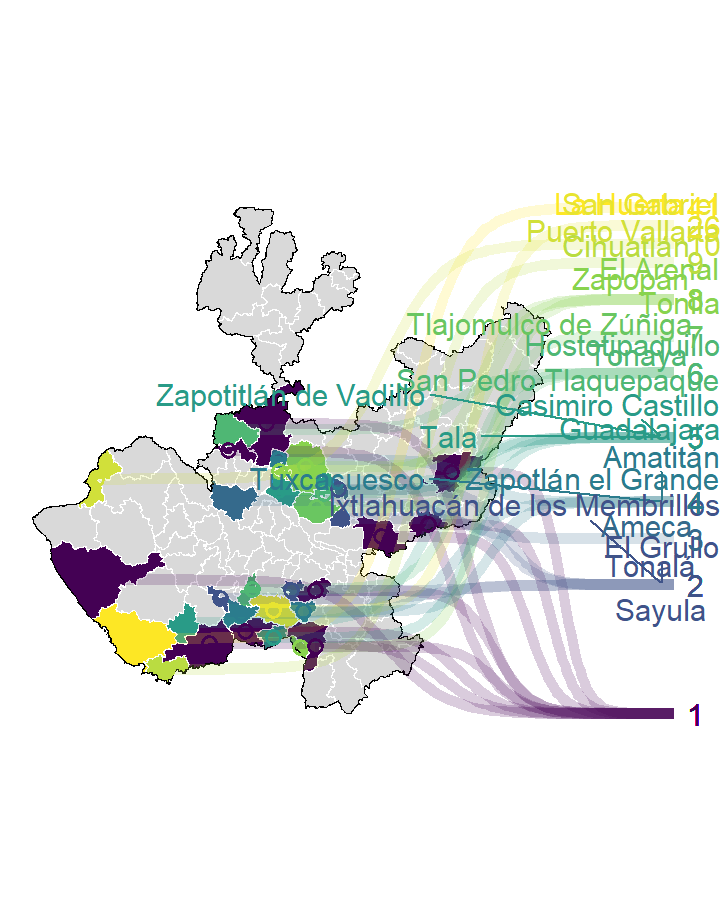 La Huerta 41
San Gabriel
26
Puerto Vallarta
Cihuatlán 10
El Arenal
9
Zapopan
8
Tonila
Tlajomulco de Zúñiga
7
Hostotipaquillo
Tonaya
6
San Pedro Tlaquepaque
Zapotitlán de Vadillo
Casimiro Castillo
Guadalajara
Tala
5
Amatitán
Tuxcacuesco
Zapotlán el Grande
4
Ixtlahuacán de los Membrillos
Ameca
3
El Grullo
Tonalá
2
Sayula
1